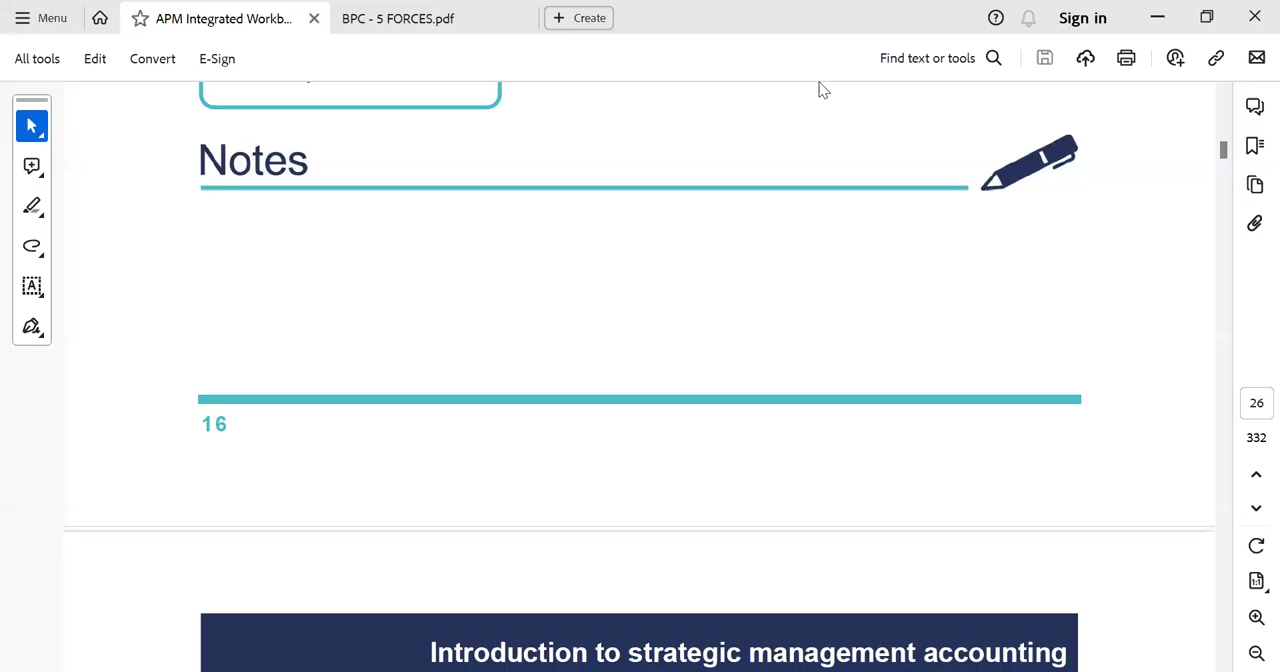 Menu
APM Integrated Workb...
BPC - 5 FORCES.pdf
Create
Sign in
All tools
Edit
Convert
E-Sign
Find text or tools
Notes
16
26
332
Introduction to strategic management accounting